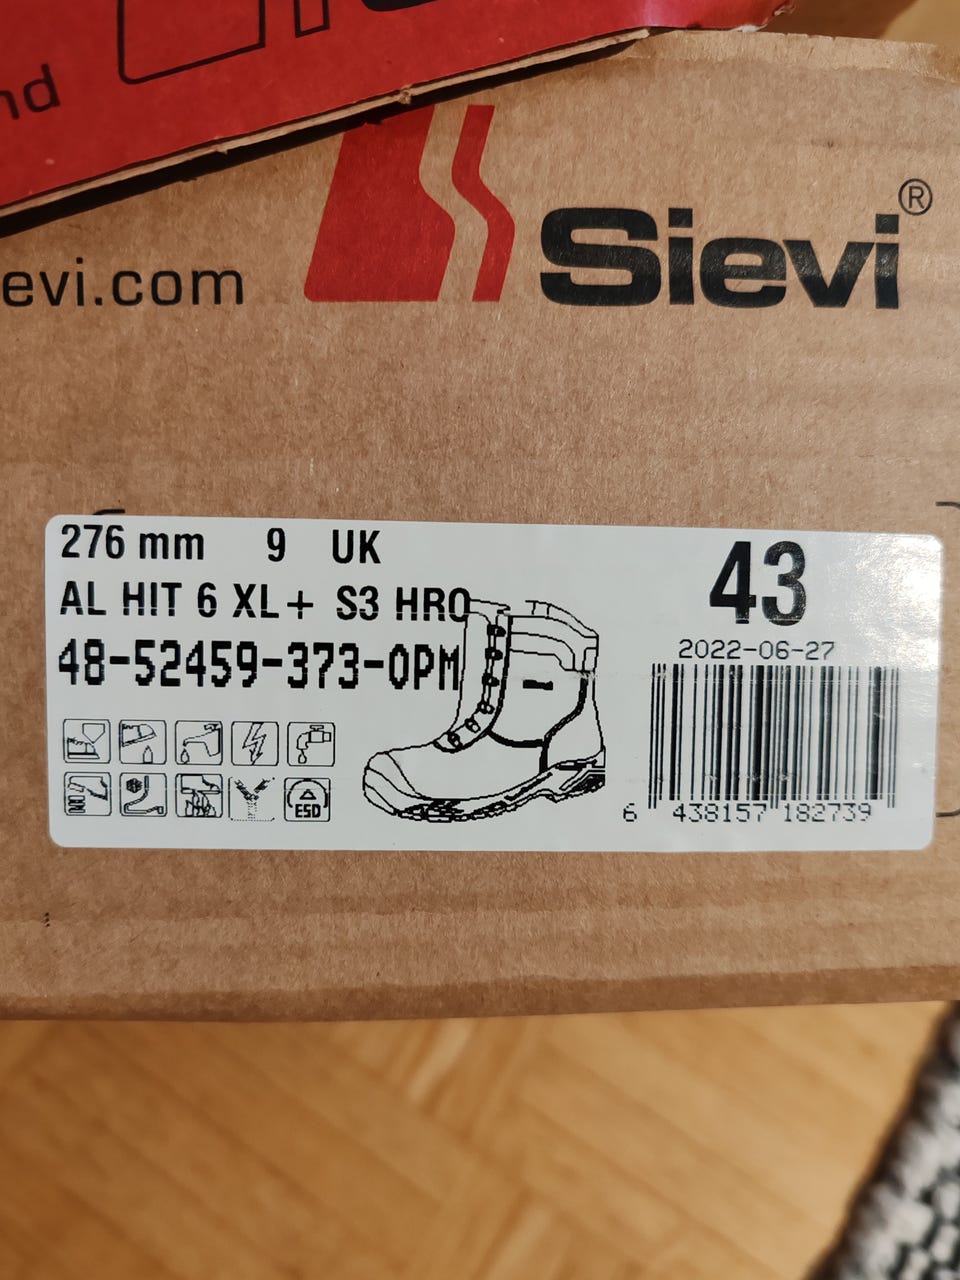 nd
evi.com
Sievi®
276 mm 9 UK
43
AL HIT 6 XL+ S3 HRO
2022-06-27
48-52459-373-0PM
ESD
6 438157 182739